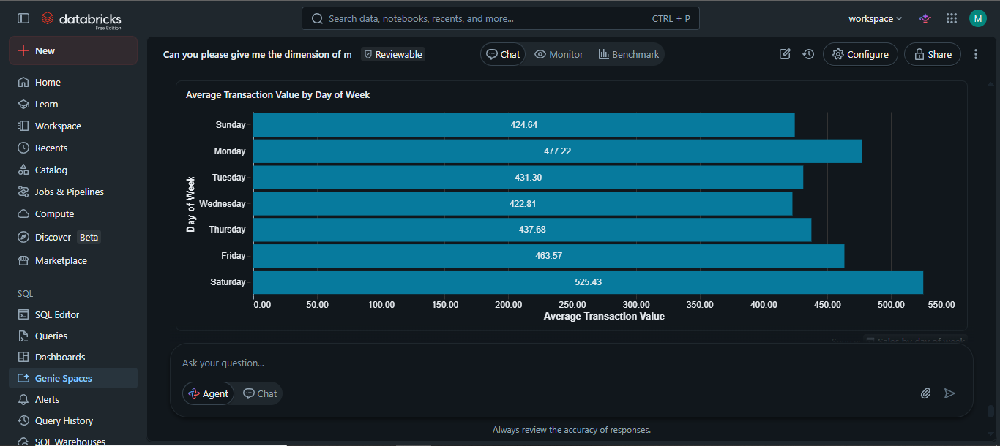 databricks
Free Edition
Search data, notebooks, recents, and more...
CTRL + P
workspace
M
New
Home
Learn
Workspace
Recents
Catalog
Jobs & Pipelines
Compute
Discover Beta
Marketplace
SQL
SQL Editor
Queries
Dashboards
Genie Spaces
Alerts
Query History
SQL Warehouses
Can you please give me the dimension of m
Reviewable
Chat
Monitor
Benchmark
Configure
Share
Average Transaction Value by Day of Week
Day of Week
Sunday 424.64
Monday 477.22
Tuesday 431.30
Wednesday 422.81
Thursday 437.68
Friday 463.57
Saturday 525.43
0.00 50.00 100.00 150.00 200.00 250.00 300.00 350.00 400.00 450.00 500.00 550.00
Average Transaction Value
Sales by day of week
Ask your question...
Agent
Chat
Always review the accuracy of responses.